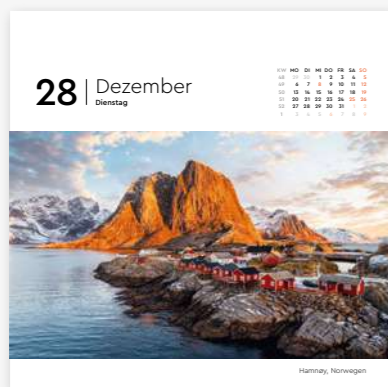 28 Dezember
Dienstag
KW MO DI MI DO FR SA SO
48 29 30 1 2 3 4 5
49 6 7 8 9 10 11 12
50 13 14 15 16 17 18 19
51 20 21 22 23 24 25 26
52 27 28 29 30 31 1 2
1 3 4 5 6 7 8 9
Hamnøy, Norwegen